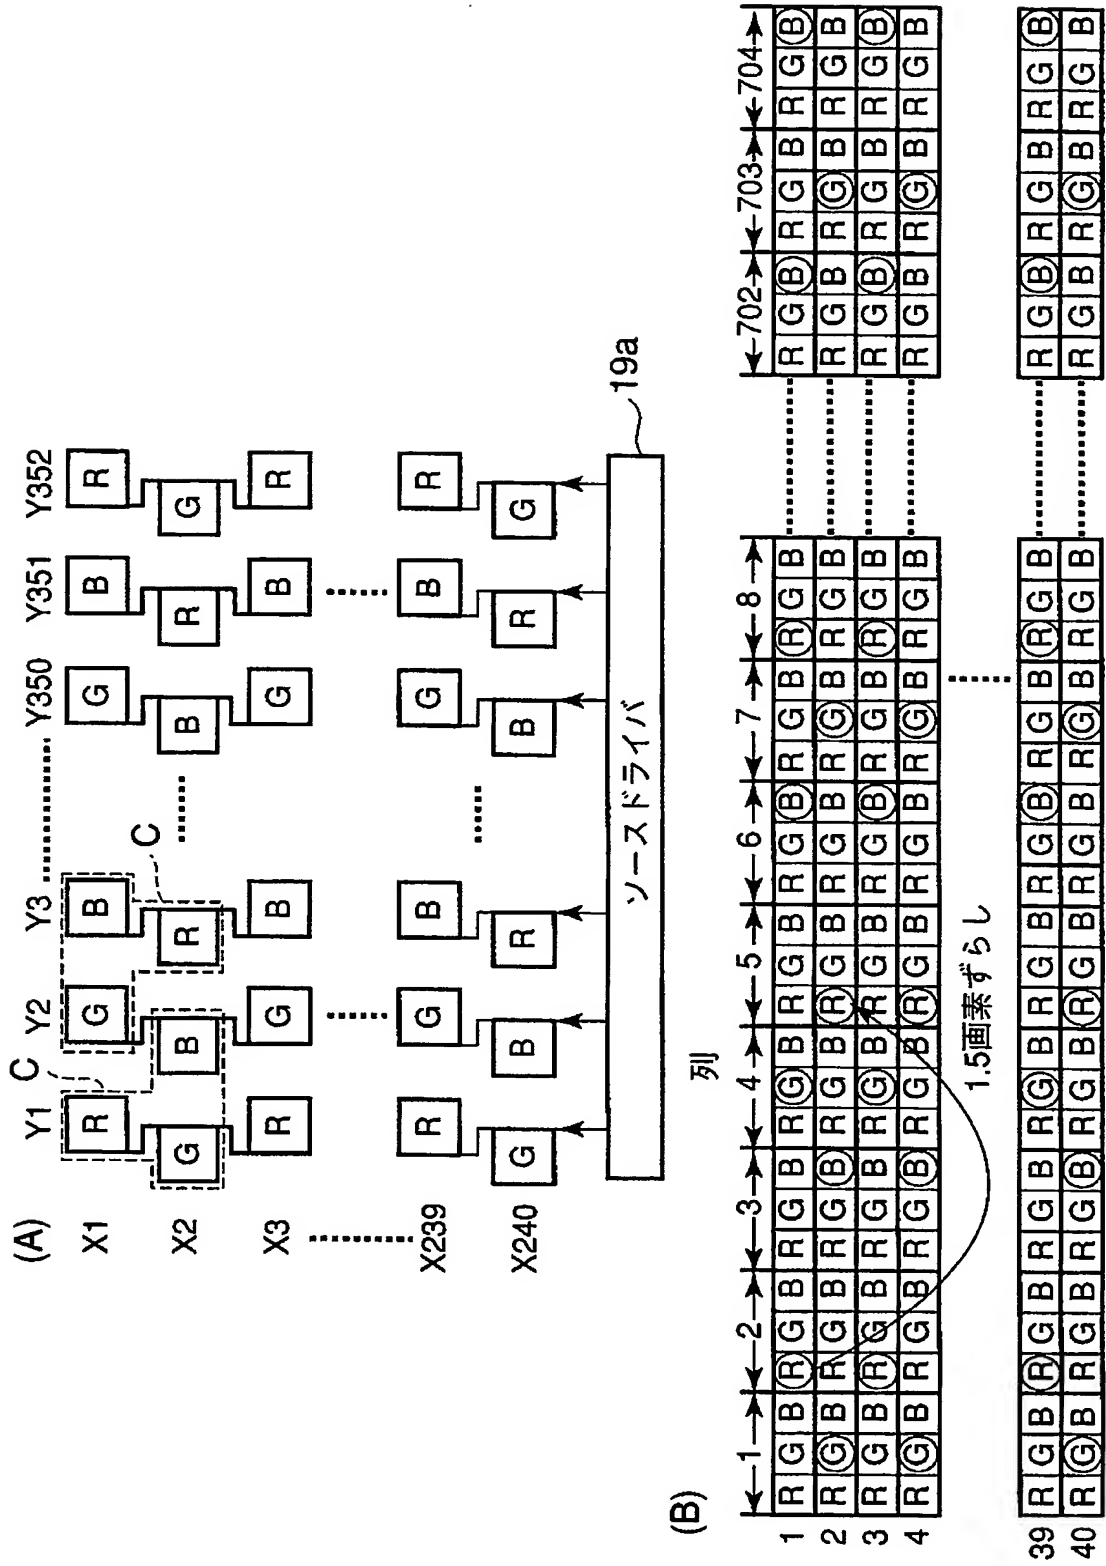 (A)
Y1 Y2 Y3 Y350 Y351 Y352
C C
X1 R G B G B R
X2 G B R B R G
X3 R G B G B R
X239 R G B G B R
X240 G B R B R G
ソースドライバ
19a
(B)
列
1 2 3 4 5 6 7 8 702 703 704
1 R G B R G B R G B R G B R G B R G B R G B R G B R G B R G B R G B
2 R G B R G B R G B R G B R G B R G B R G B R G B R G B R G B R G B
3 R G B R G B R G B R G B R G B R G B R G B R G B R G B R G B R G B
4 R G B R G B R G B R G B R G B R G B R G B R G B R G B R G B R G B
1.5画素ずらし
39 R G B R G B R G B R G B R G B R G B R G B R G B R G B R G B R G B
40 R G B R G B R G B R G B R G B R G B R G B R G B R G B R G B R G B